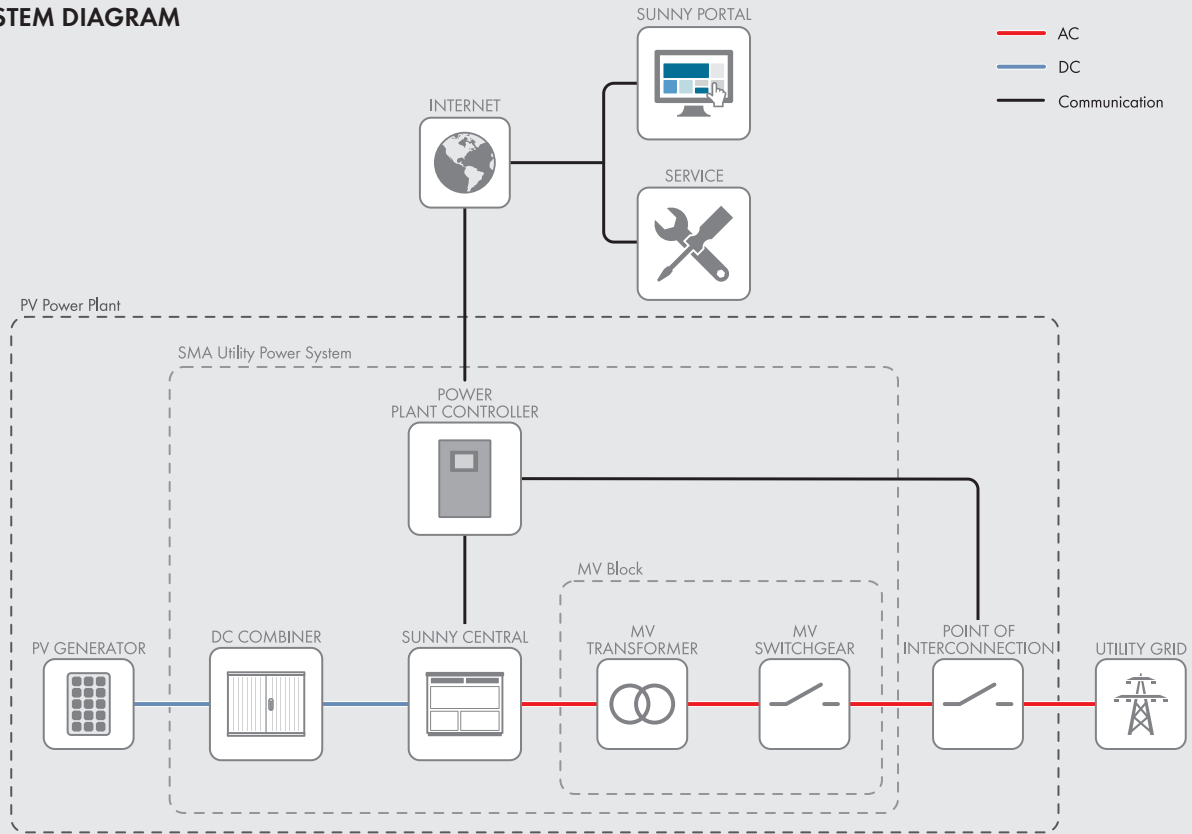 STEM DIAGRAM
SUNNY PORTAL
AC
DC
Communication
INTERNET
SERVICE
PV Power Plant
SMA Utility Power System
POWER
PLANT CONTROLLER
MV Block
PV GENERATOR
DC COMBINER
SUNNY CENTRAL
MV
TRANSFORMER
MV
SWITCHGEAR
POINT OF
INTERCONNECTION
UTILITY GRID